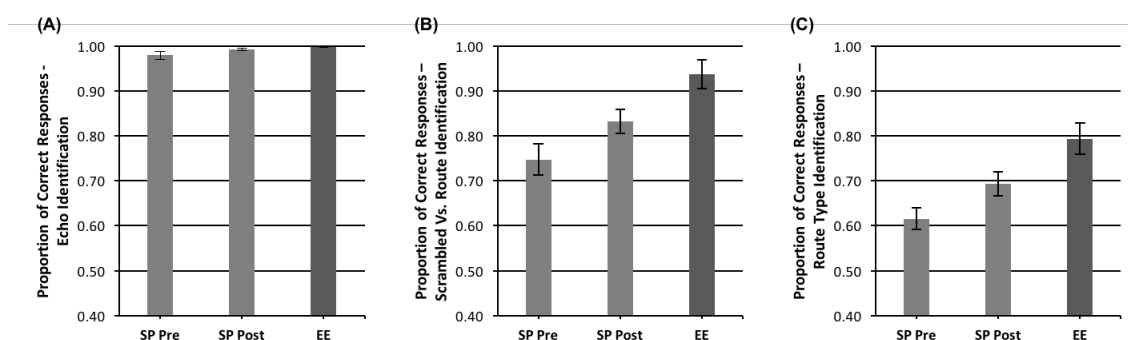 (A)
Proportion of Correct Responses -
Echo Identification
1.00
0.90
0.80
0.70
0.60
0.50
0.40
SP Pre SP Post EE
(B)
Proportion of Correct Responses –
Scrambled Vs. Route Identification
1.00
0.90
0.80
0.70
0.60
0.50
0.40
SP Pre SP Post EE
(C)
Proportion of Correct Responses –
Route Type Identification
1.00
0.90
0.80
0.70
0.60
0.50
0.40
SP Pre SP Post EE